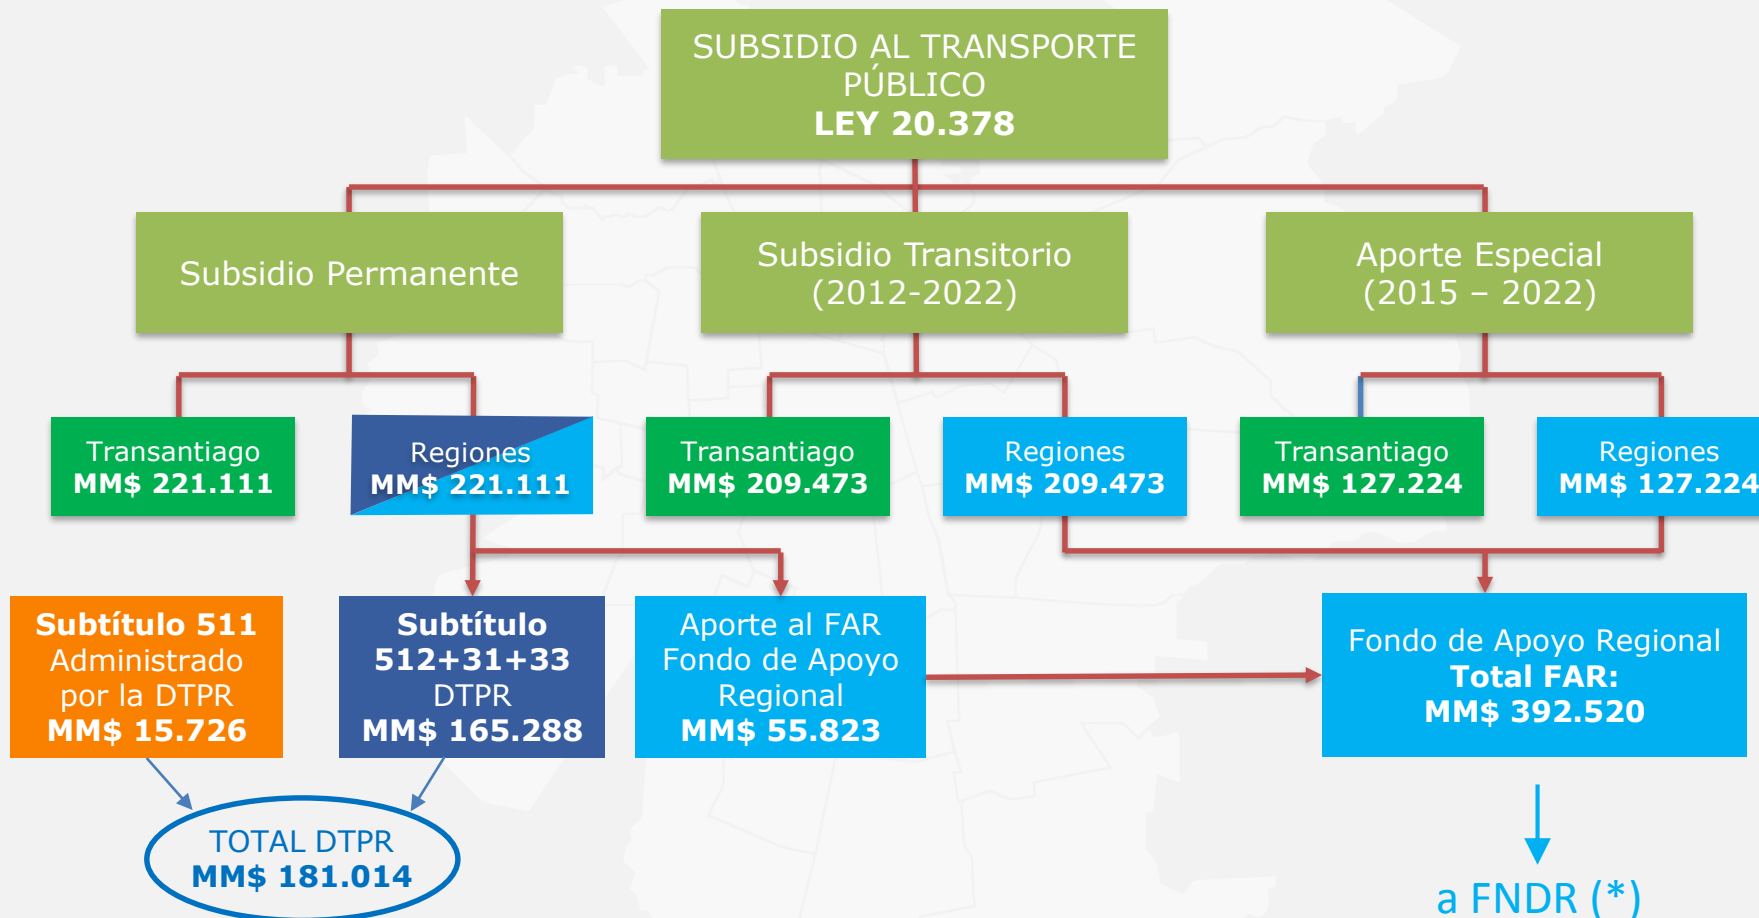 SUBSIDIO AL TRANSPORTE
PÚBLICO
LEY 20.378
Subsidio Permanente
Subsidio Transitorio
(2012-2022)
Aporte Especial
(2015 – 2022)
Transantiago
MM$ 221.111
Regiones
MM$ 221.111
Transantiago
MM$ 209.473
Regiones
MM$ 209.473
Transantiago
MM$ 127.224
Regiones
MM$ 127.224
Subtítulo 511
Administrado
por la DTPR
MM$ 15.726
Subtítulo
512+31+33
DTPR
MM$ 165.288
Aporte al FAR
Fondo de Apoyo
Regional
MM$ 55.823
Fondo de Apoyo Regional
Total FAR:
MM$ 392.520
TOTAL DTPR
MM$ 181.014
a FNDR (*)